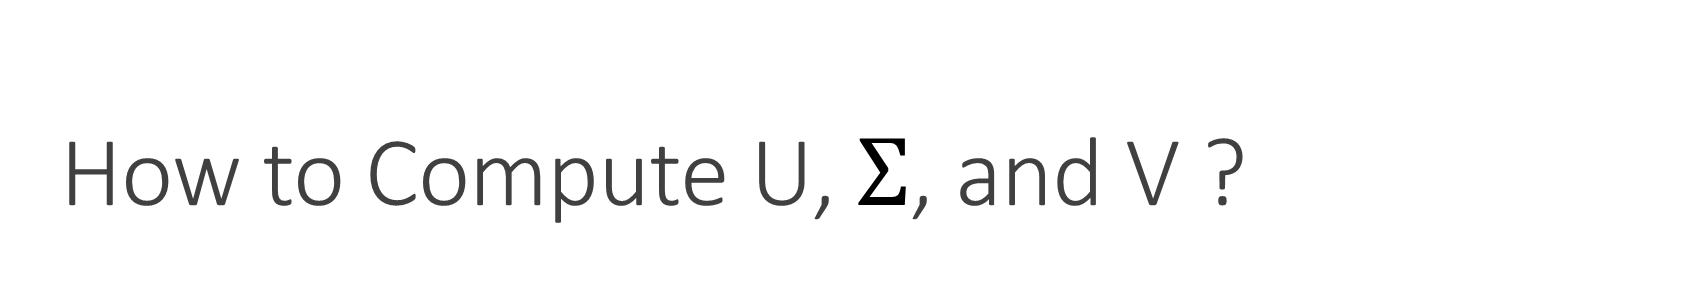 How to Compute U, Σ, and V ?